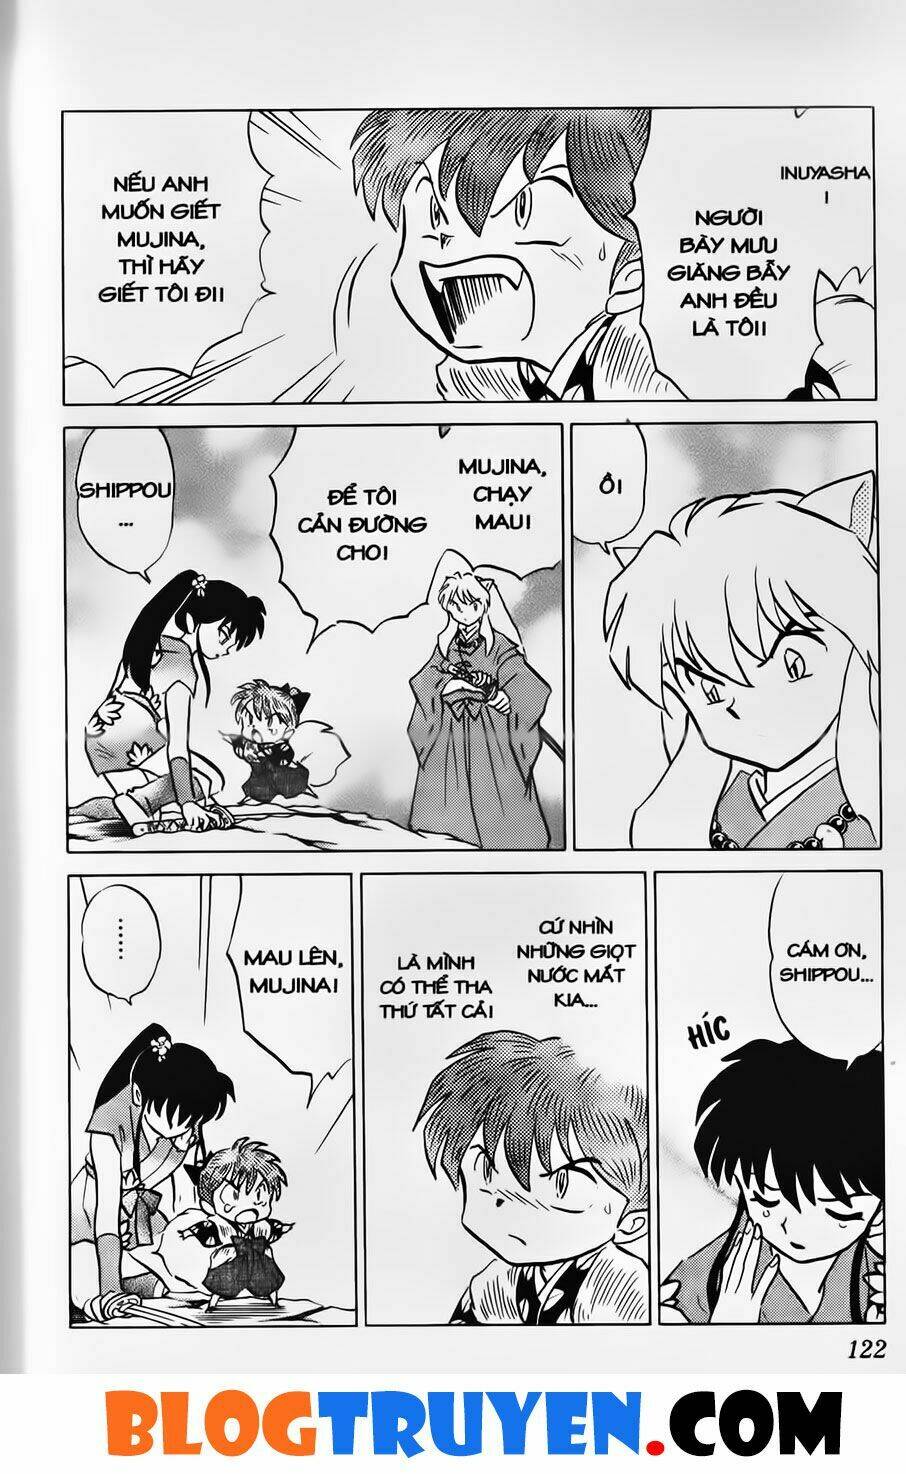 INUYASHA
!
NGƯỜI
BÀY MƯU
GIĂNG BẪY
ANH ĐỀU
LÀ TÔI!
NẾU ANH
MUỐN GIẾT
MUJINA,
THÌ HÃY
GIẾT TÔI ĐI!
ỒI
MUJINA,
CHẠY
MAU!
ĐỂ TÔI
CẢN ĐƯỜNG
CHO!
SHIPPOU
...
CÁM ƠN,
SHIPPOU...
HÍC
CỨ NHÌN
NHỮNG GIỌT
NƯỚC MẮT
KIA...
LÀ MÌNH
CÓ THỂ THA
THỨ TẤT CẢ!
MAU LÊN,
MUJINA!
......
122
BLOGTRUYEN.COM